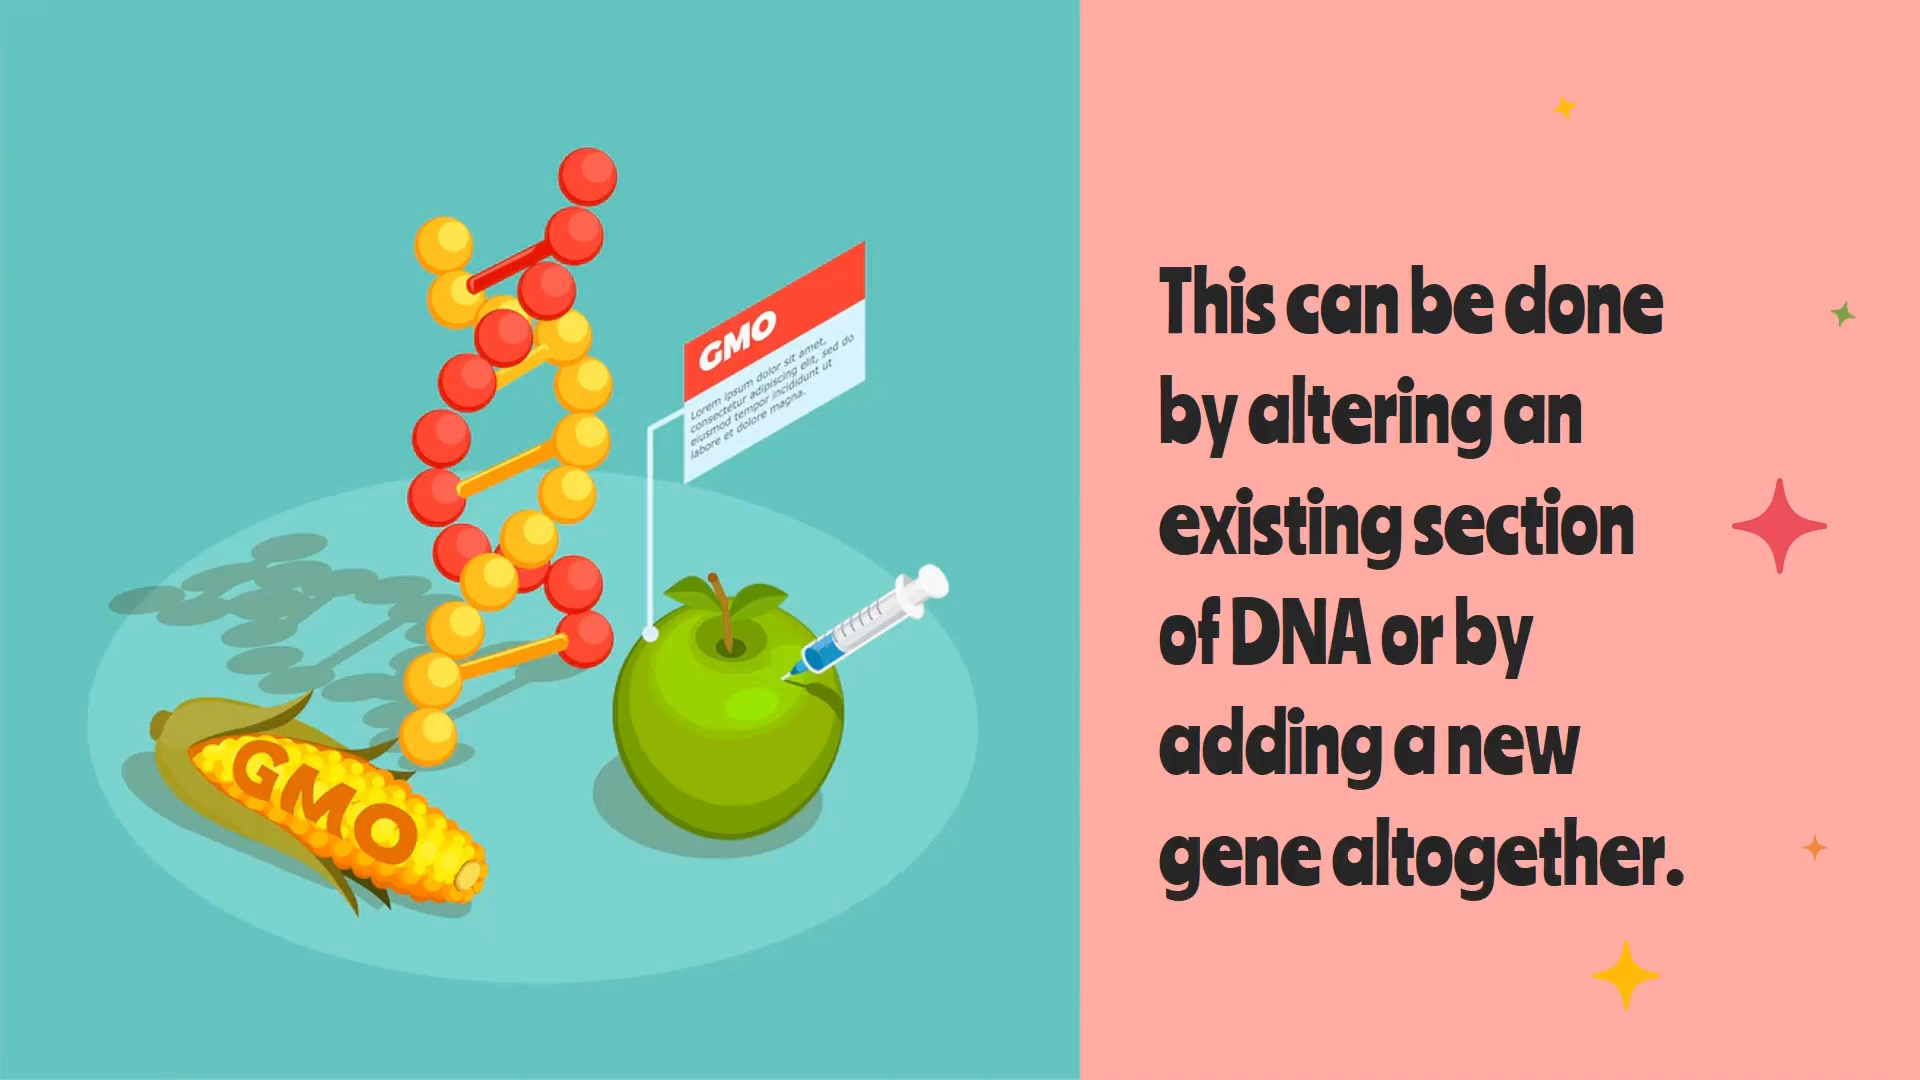 GMO
Lorem ipsum dolor sit amet,
consectetur adipiscing elit, sed do
eiusmod tempor incididunt ut
labore et dolore magna.
GMO
This can be done
by altering an
existing section
of DNA or by
adding a new
gene altogether.